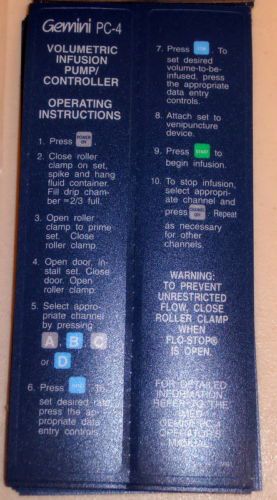 Gemini PC-4
VOLUMETRIC
INFUSION
PUMP/
CONTROLLER
OPERATING
INSTRUCTIONS
1. Press POWER ON
2. Close roller
clamp on set,
spike and hang
fluid container.
Fill drip cham-
ber ≈2/3 full.
3. Open roller
clamp to prime
set. Close
roller clamp.
4. Open door, in-
stall set. Close
door. Open
roller clamp.
5. Select appro-
priate channel
by pressing
A, B, C
or D
6. Press . To
set desired rate,
press the ap-
propriate data
entry controls.
7. Press . To
set desired
volume-to-be-
infused, press
the appropriate
data entry
controls.
8. Attach set to
venipuncture
device.
9. Press START to
begin infusion.
10. To stop infusion,
select appropri-
ate channel and
press POWER ON. Repeat
as necessary
for other
channels.
WARNING:
TO PREVENT
UNRESTRICTED
FLOW, CLOSE
ROLLER CLAMP
WHEN
FLO-STOP®
IS OPEN.
FOR DETAILED
INFORMATION,
REFER TO THE
IMED
GEMINI PC-4
OPERATOR'S
MANUAL.